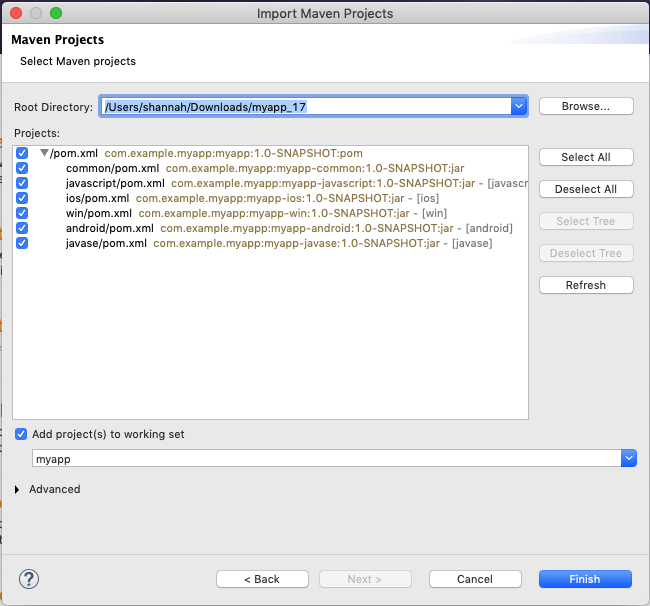 Import Maven Projects
Maven Projects
Select Maven projects
Root Directory: /Users/shannah/Downloads/myapp_17 Browse...
Projects:
/pom.xml com.example.myapp:myapp:1.0-SNAPSHOT:pom
common/pom.xml com.example.myapp:myapp-common:1.0-SNAPSHOT:jar
javascript/pom.xml com.example.myapp:myapp-javascript:1.0-SNAPSHOT:jar - [javascr
ios/pom.xml com.example.myapp:myapp-ios:1.0-SNAPSHOT:jar - [ios]
win/pom.xml com.example.myapp:myapp-win:1.0-SNAPSHOT:jar - [win]
android/pom.xml com.example.myapp:myapp-android:1.0-SNAPSHOT:jar - [android]
javase/pom.xml com.example.myapp:myapp-javase:1.0-SNAPSHOT:jar - [javase]
Select All
Deselect All
Select Tree
Deselect Tree
Refresh
Add project(s) to working set
myapp
Advanced
? < Back Next > Cancel Finish